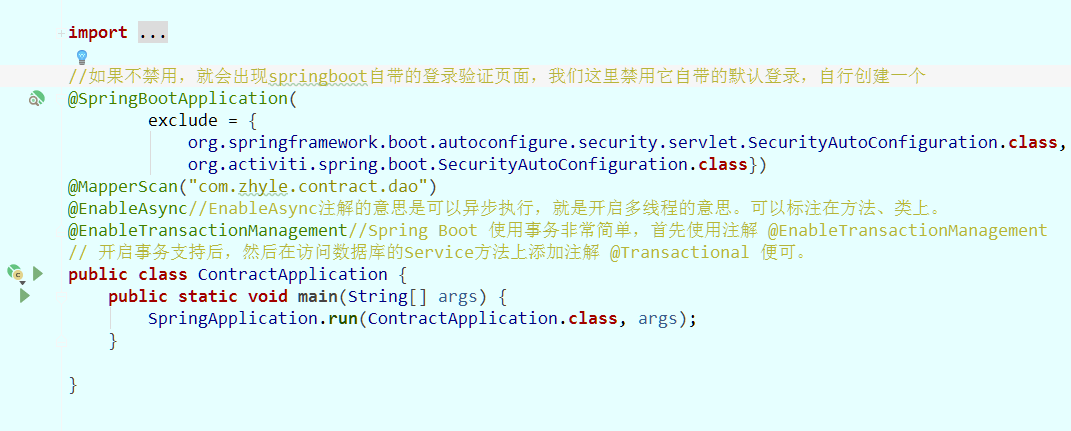 import ...
//如果不禁用，就会出现springboot自带的登录验证页面，我们这里禁用它自带的默认登录，自行创建一个
@SpringBootApplication(
        exclude = {
            org.springframework.boot.autoconfigure.security.servlet.SecurityAutoConfiguration.class,
            org.activiti.spring.boot.SecurityAutoConfiguration.class})
@MapperScan("com.zhyle.contract.dao")
@EnableAsync//EnableAsync注解的意思是可以异步执行，就是开启多线程的意思。可以标注在方法、类上。
@EnableTransactionManagement//Spring Boot 使用事务非常简单，首先使用注解 @EnableTransactionManagement
// 开启事务支持后，然后在访问数据库的Service方法上添加注解 @Transactional 便可。
public class ContractApplication {
    public static void main(String[] args) {
        SpringApplication.run(ContractApplication.class, args);
    }
}